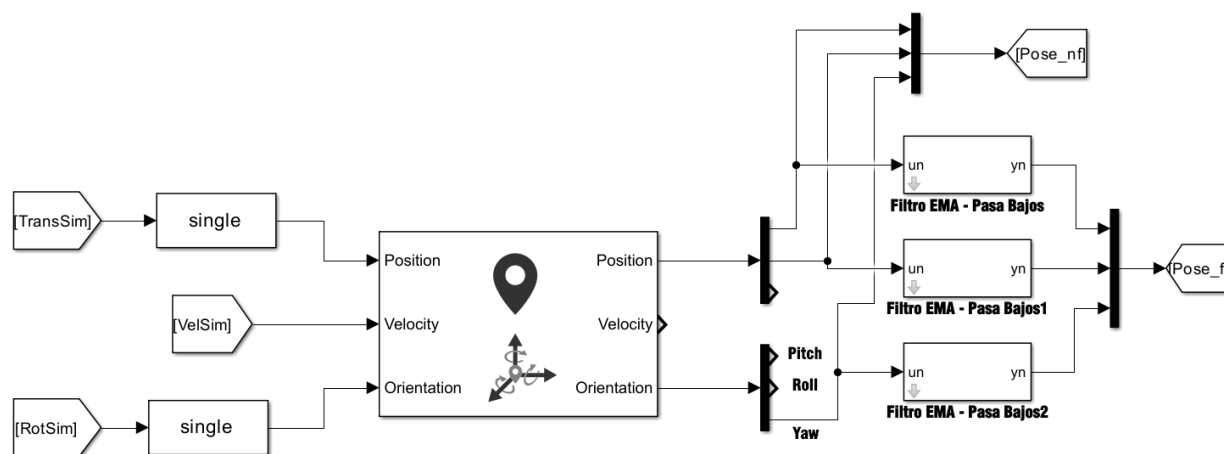 [Pose_nf]
un
yn
Filtro EMA - Pasa Bajos
[TransSim]
single
Position
Position
un
yn
[Pose_f
Filtro EMA - Pasa Bajos1
[VelSim]
Velocity
Velocity
Pitch
un
yn
Orientation
Orientation
Roll
Filtro EMA - Pasa Bajos2
[RotSim]
single
Yaw